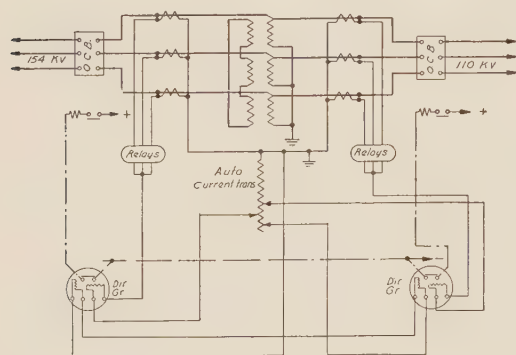 O.C.B.
154 KV
O.C.B
110 KV
+
+
Relays
Relays
Auto
Current trans
Dir
Gr
Dir
Gr